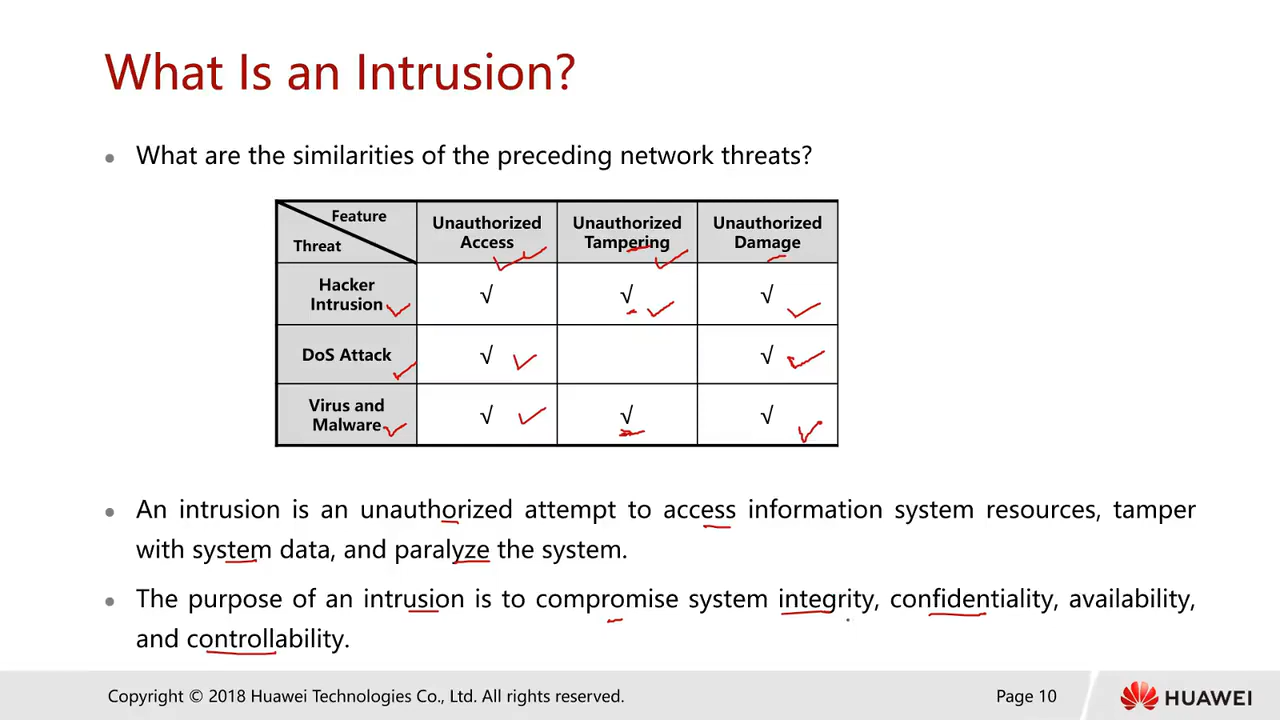 What Is an Intrusion?
• What are the similarities of the preceding network threats?
Feature
Threat
Unauthorized Access
Unauthorized Tampering
Unauthorized Damage
Hacker Intrusion √ √ √
DoS Attack √ √
Virus and Malware √ √ √
• An intrusion is an unauthorized attempt to access information system resources, tamper
with system data, and paralyze the system.
• The purpose of an intrusion is to compromise system integrity, confidentiality, availability,
and controllability.
Copyright © 2018 Huawei Technologies Co., Ltd. All rights reserved.
Page 10
HUAWEI